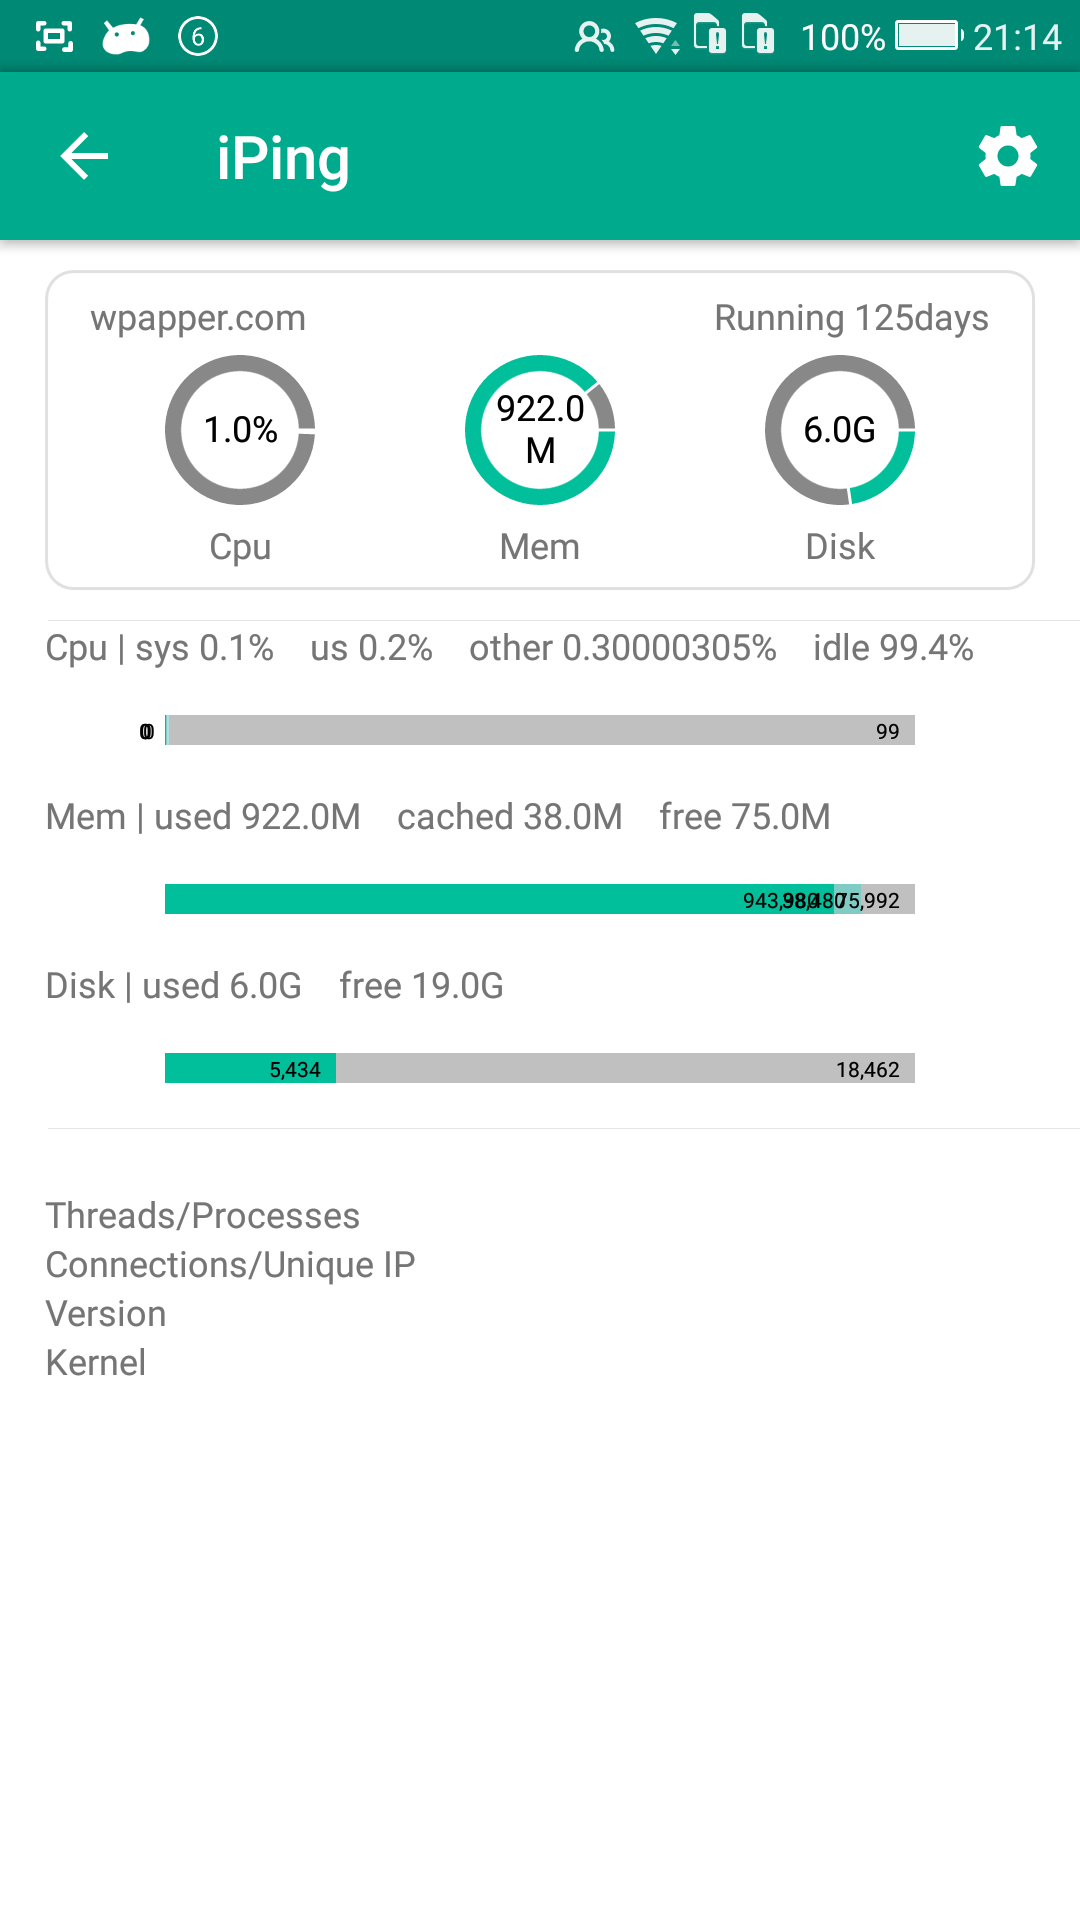 6 100% 21:14
iPing
wpapper.com Running 125days
1.0% 922.0 6.0G
M
Cpu Mem Disk
Cpu | sys 0.1% us 0.2% other 0.30000305% idle 99.4%
0 99
Mem | used 922.0M cached 38.0M free 75.0M
943,980 38,480 75,992
Disk | used 6.0G free 19.0G
5,434 18,462
Threads/Processes
Connections/Unique IP
Version
Kernel